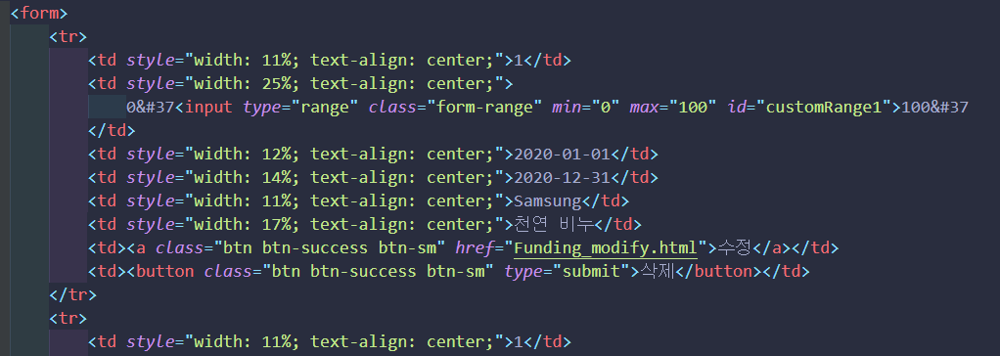 <form>
<tr>
<td style="width: 11%; text-align: center;">1</td>
<td style="width: 25%; text-align: center;">
0&#37<input type="range" class="form-range" min="0" max="100" id="customRange1">100&#37
</td>
<td style="width: 12%; text-align: center;">2020-01-01</td>
<td style="width: 14%; text-align: center;">2020-12-31</td>
<td style="width: 11%; text-align: center;">Samsung</td>
<td style="width: 17%; text-align: center;">천연 비누</td>
<td><a class="btn btn-success btn-sm" href="Funding_modify.html">수정</a></td>
<td><button class="btn btn-success btn-sm" type="submit">삭제</button></td>
</tr>
<tr>
<td style="width: 11%; text-align: center;">1</td>